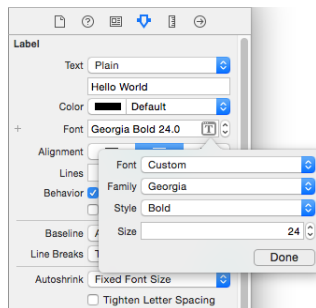 Label
Text Plain
Hello World
Color Default
+ Font Georgia Bold 24.0 T
Alignment
Font Custom
Lines
Family Georgia
Behavior
Style Bold
Size 24
Baseline
Done
Line Breaks
Autoshrink Fixed Font Size
Tighten Letter Spacing